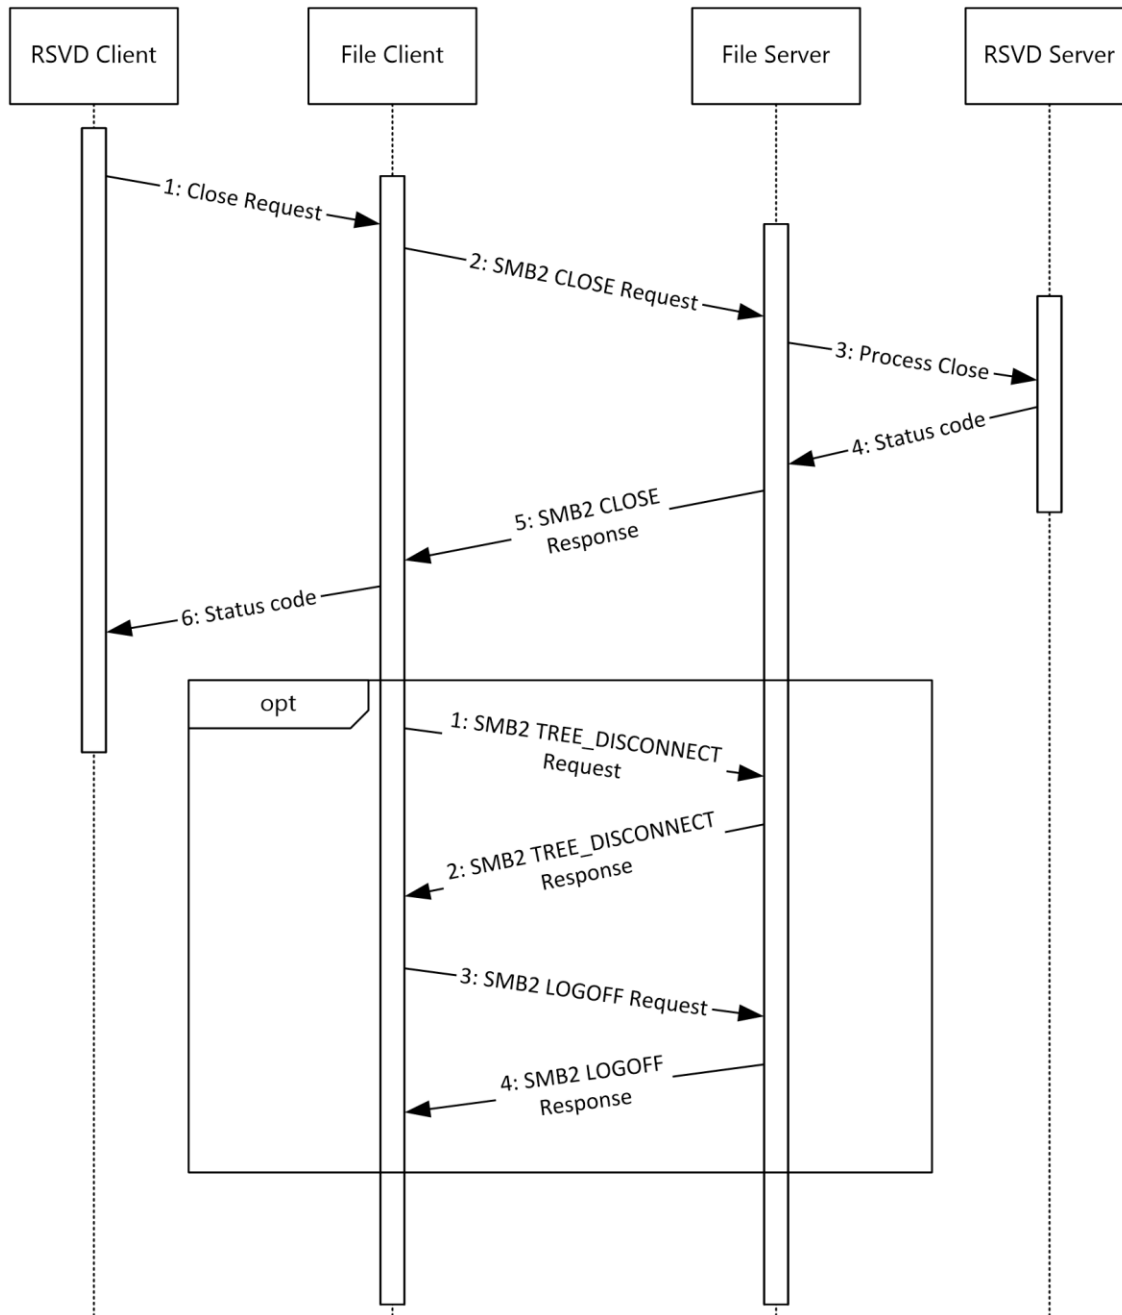 RSVD Client
File Client
File Server
RSVD Server
1: Close Request
2: SMB2 CLOSE Request
3: Process Close
4: Status code
5: SMB2 CLOSE
Response
6: Status code
opt
1: SMB2 TREE_DISCONNECT
Request
2: SMB2 TREE_DISCONNECT
Response
3: SMB2 LOGOFF Request
4: SMB2 LOGOFF
Response